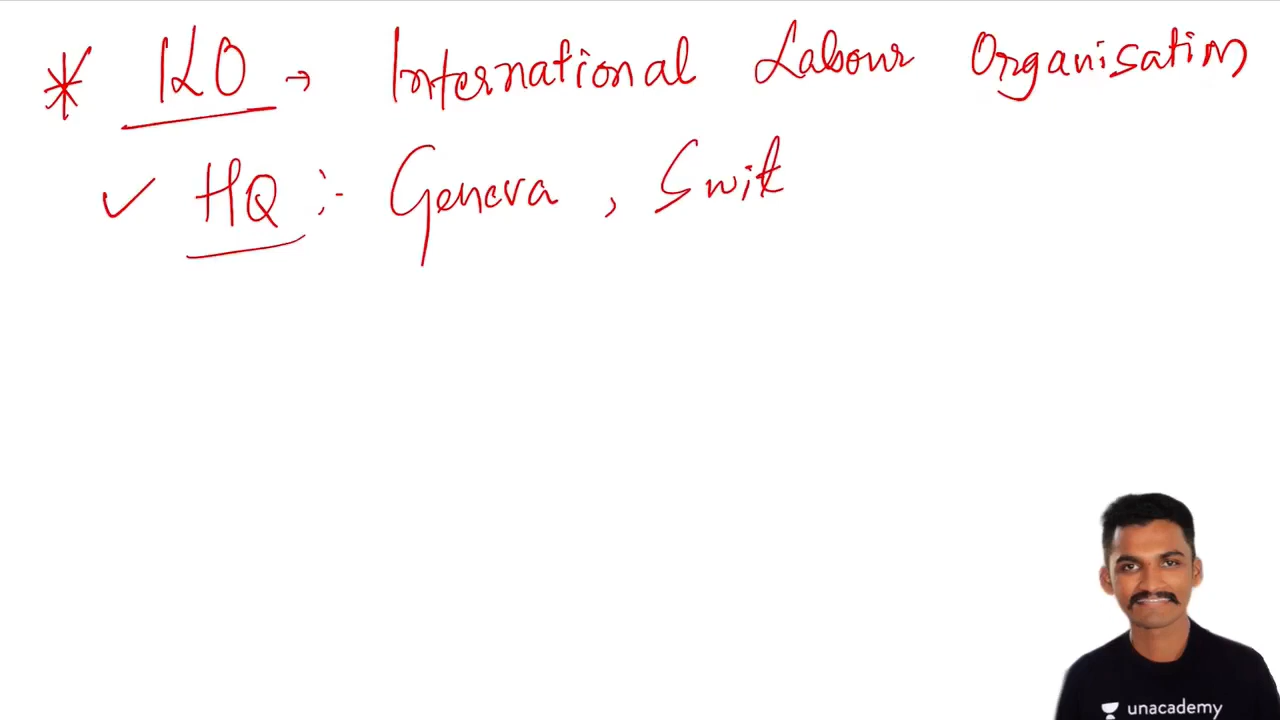 * ILO → International Labour Organisation
✓ HQ :- Geneva, Swit
unacademy